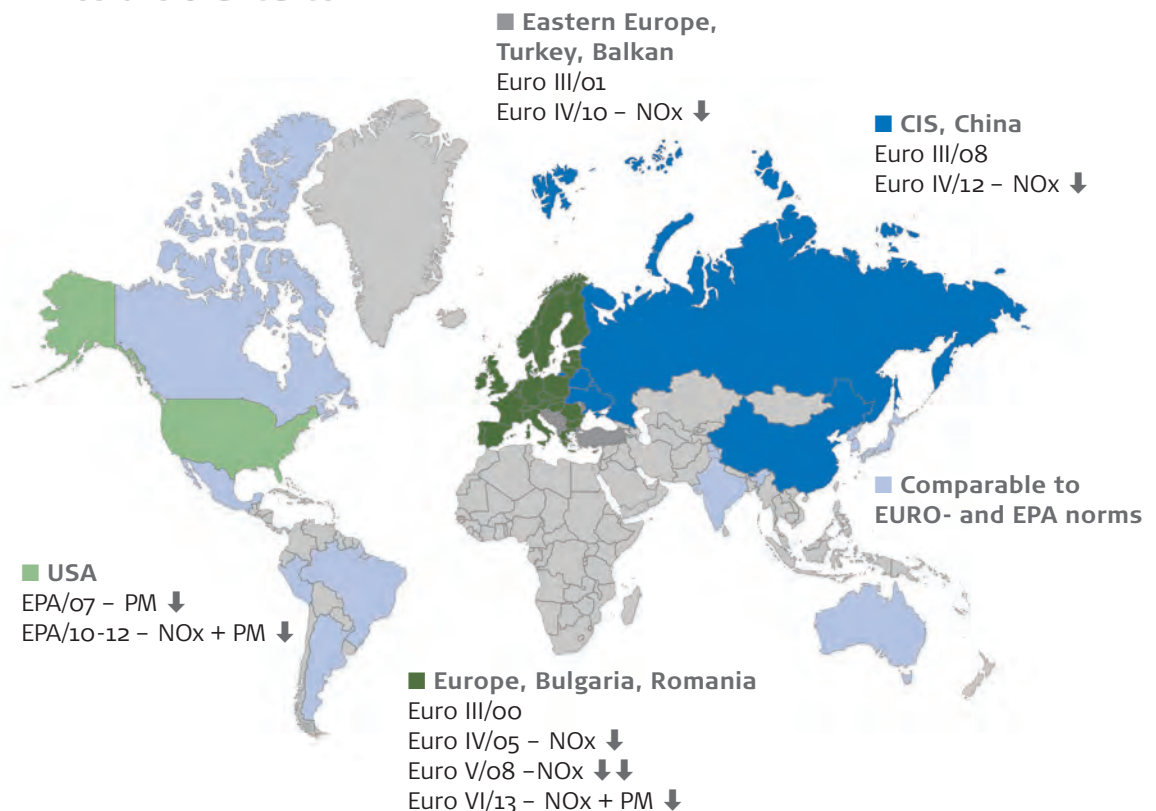 Eastern Europe,
Turkey, Balkan
Euro III/01
Euro IV/10 – NOx ⬇
CIS, China
Euro III/08
Euro IV/12 – NOx ⬇
Comparable to
EURO- and EPA norms
USA
EPA/07 – PM ⬇
EPA/10-12 – NOx + PM ⬇
Europe, Bulgaria, Romania
Euro III/00
Euro IV/05 – NOx ⬇
Euro V/08 –NOx ⬇⬇
Euro VI/13 – NOx + PM ⬇